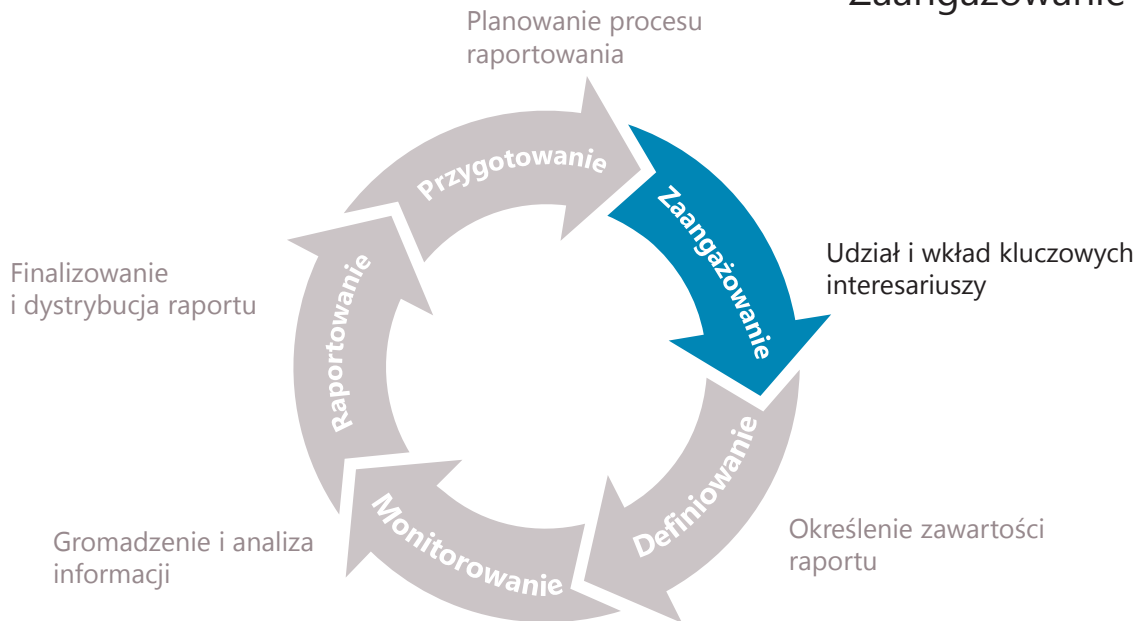 Zaangażowanie
Planowanie procesu
raportowania
Przygotowanie
Zaangażowanie
Udział i wkład kluczowych
interesariuszy
Definiowanie
Określenie zawartości
raportu
Monitorowanie
Gromadzenie i analiza
informacji
Raportowanie
Finalizowanie
i dystrybucja raportu